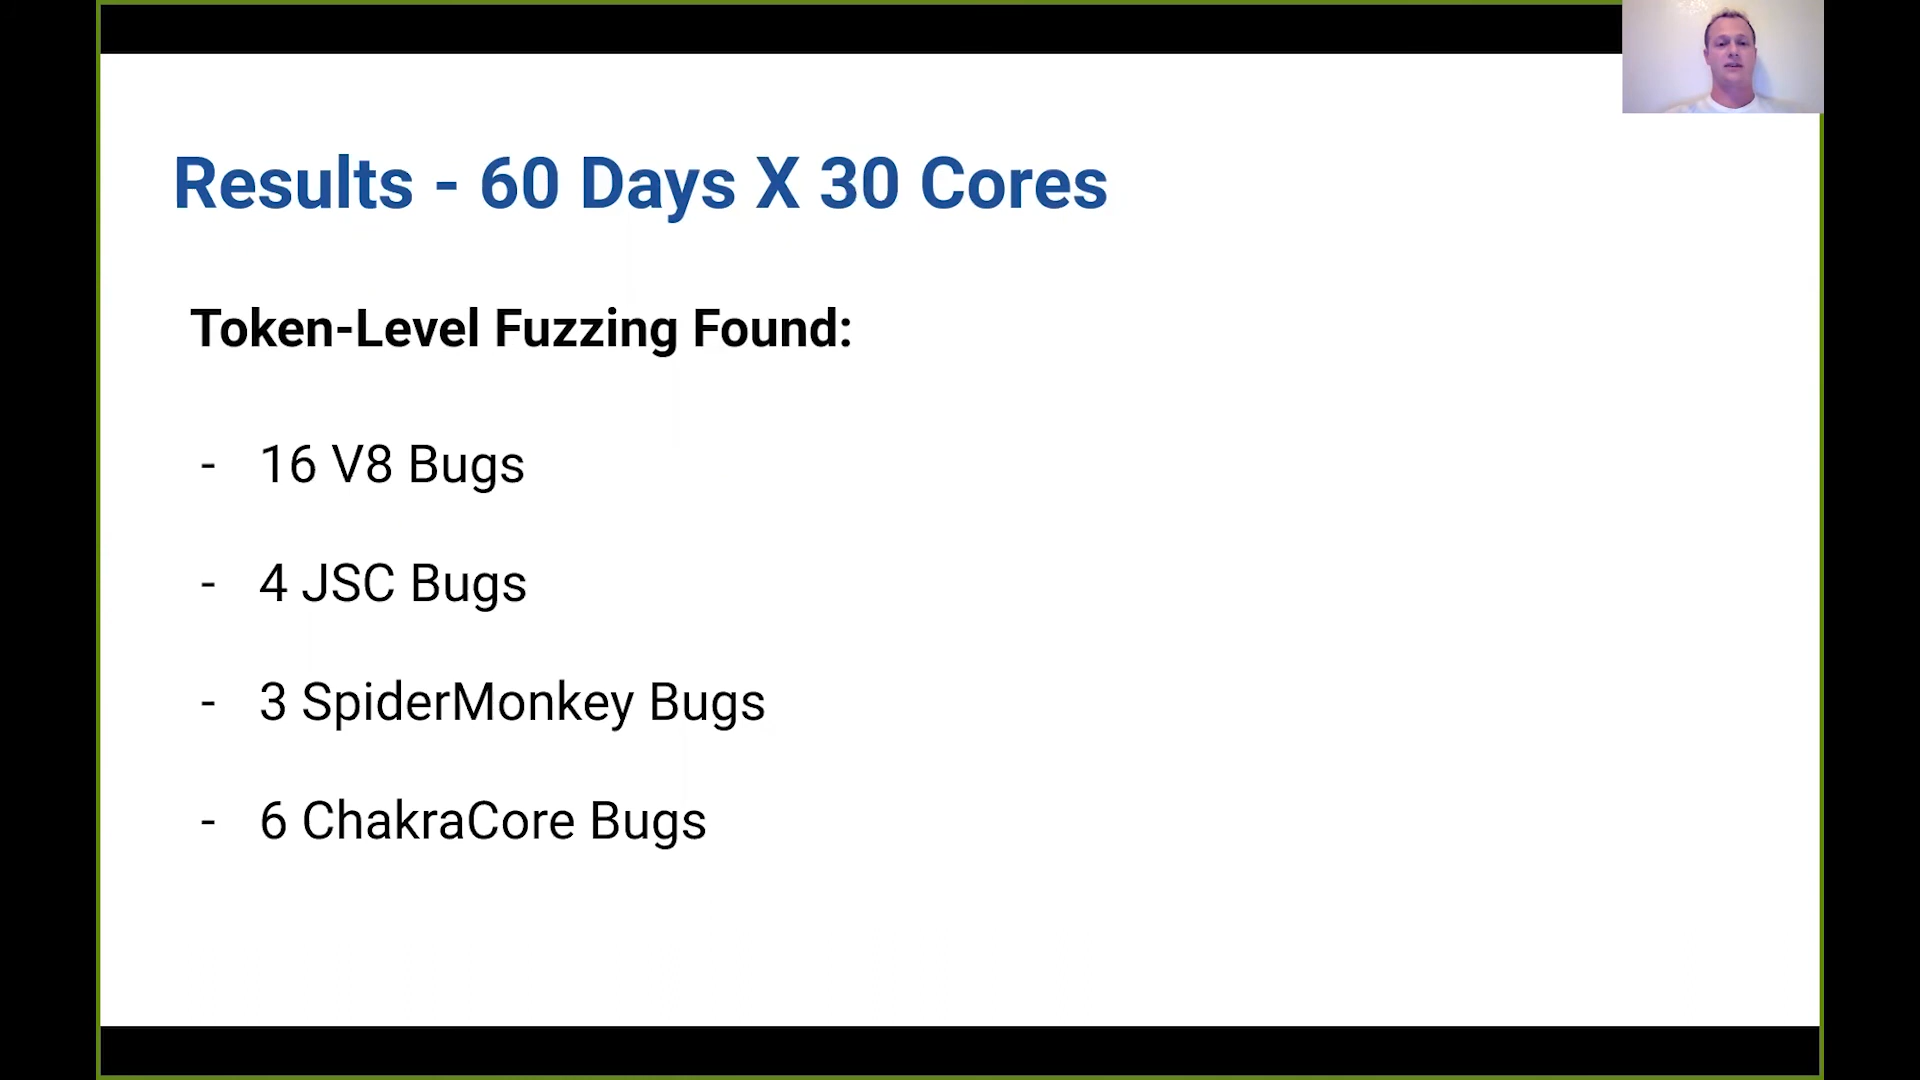 Results - 60 Days X 30 Cores
Token-Level Fuzzing Found:
- 16 V8 Bugs
- 4 JSC Bugs
- 3 SpiderMonkey Bugs
- 6 ChakraCore Bugs